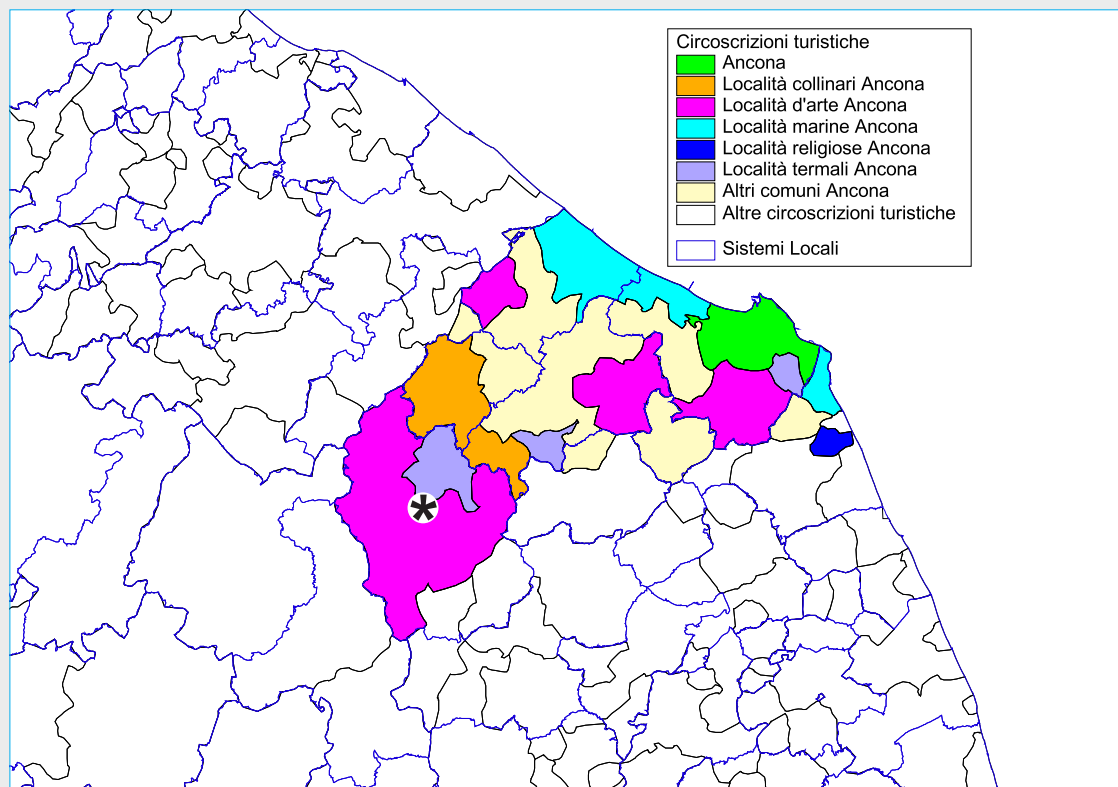 Circoscrizioni turistiche
Ancona
Località collinari Ancona
Località d'arte Ancona
Località marine Ancona
Località religiose Ancona
Località termali Ancona
Altri comuni Ancona
Altre circoscrizioni turistiche
Sistemi Locali
*